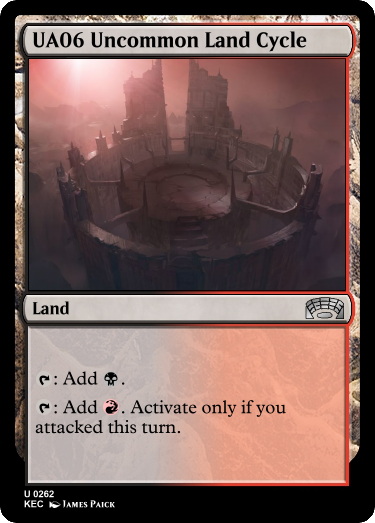 UA06 Uncommon Land Cycle
Land
: Add .
: Add . Activate only if you
attacked this turn.
U 0262
KEC James Paick